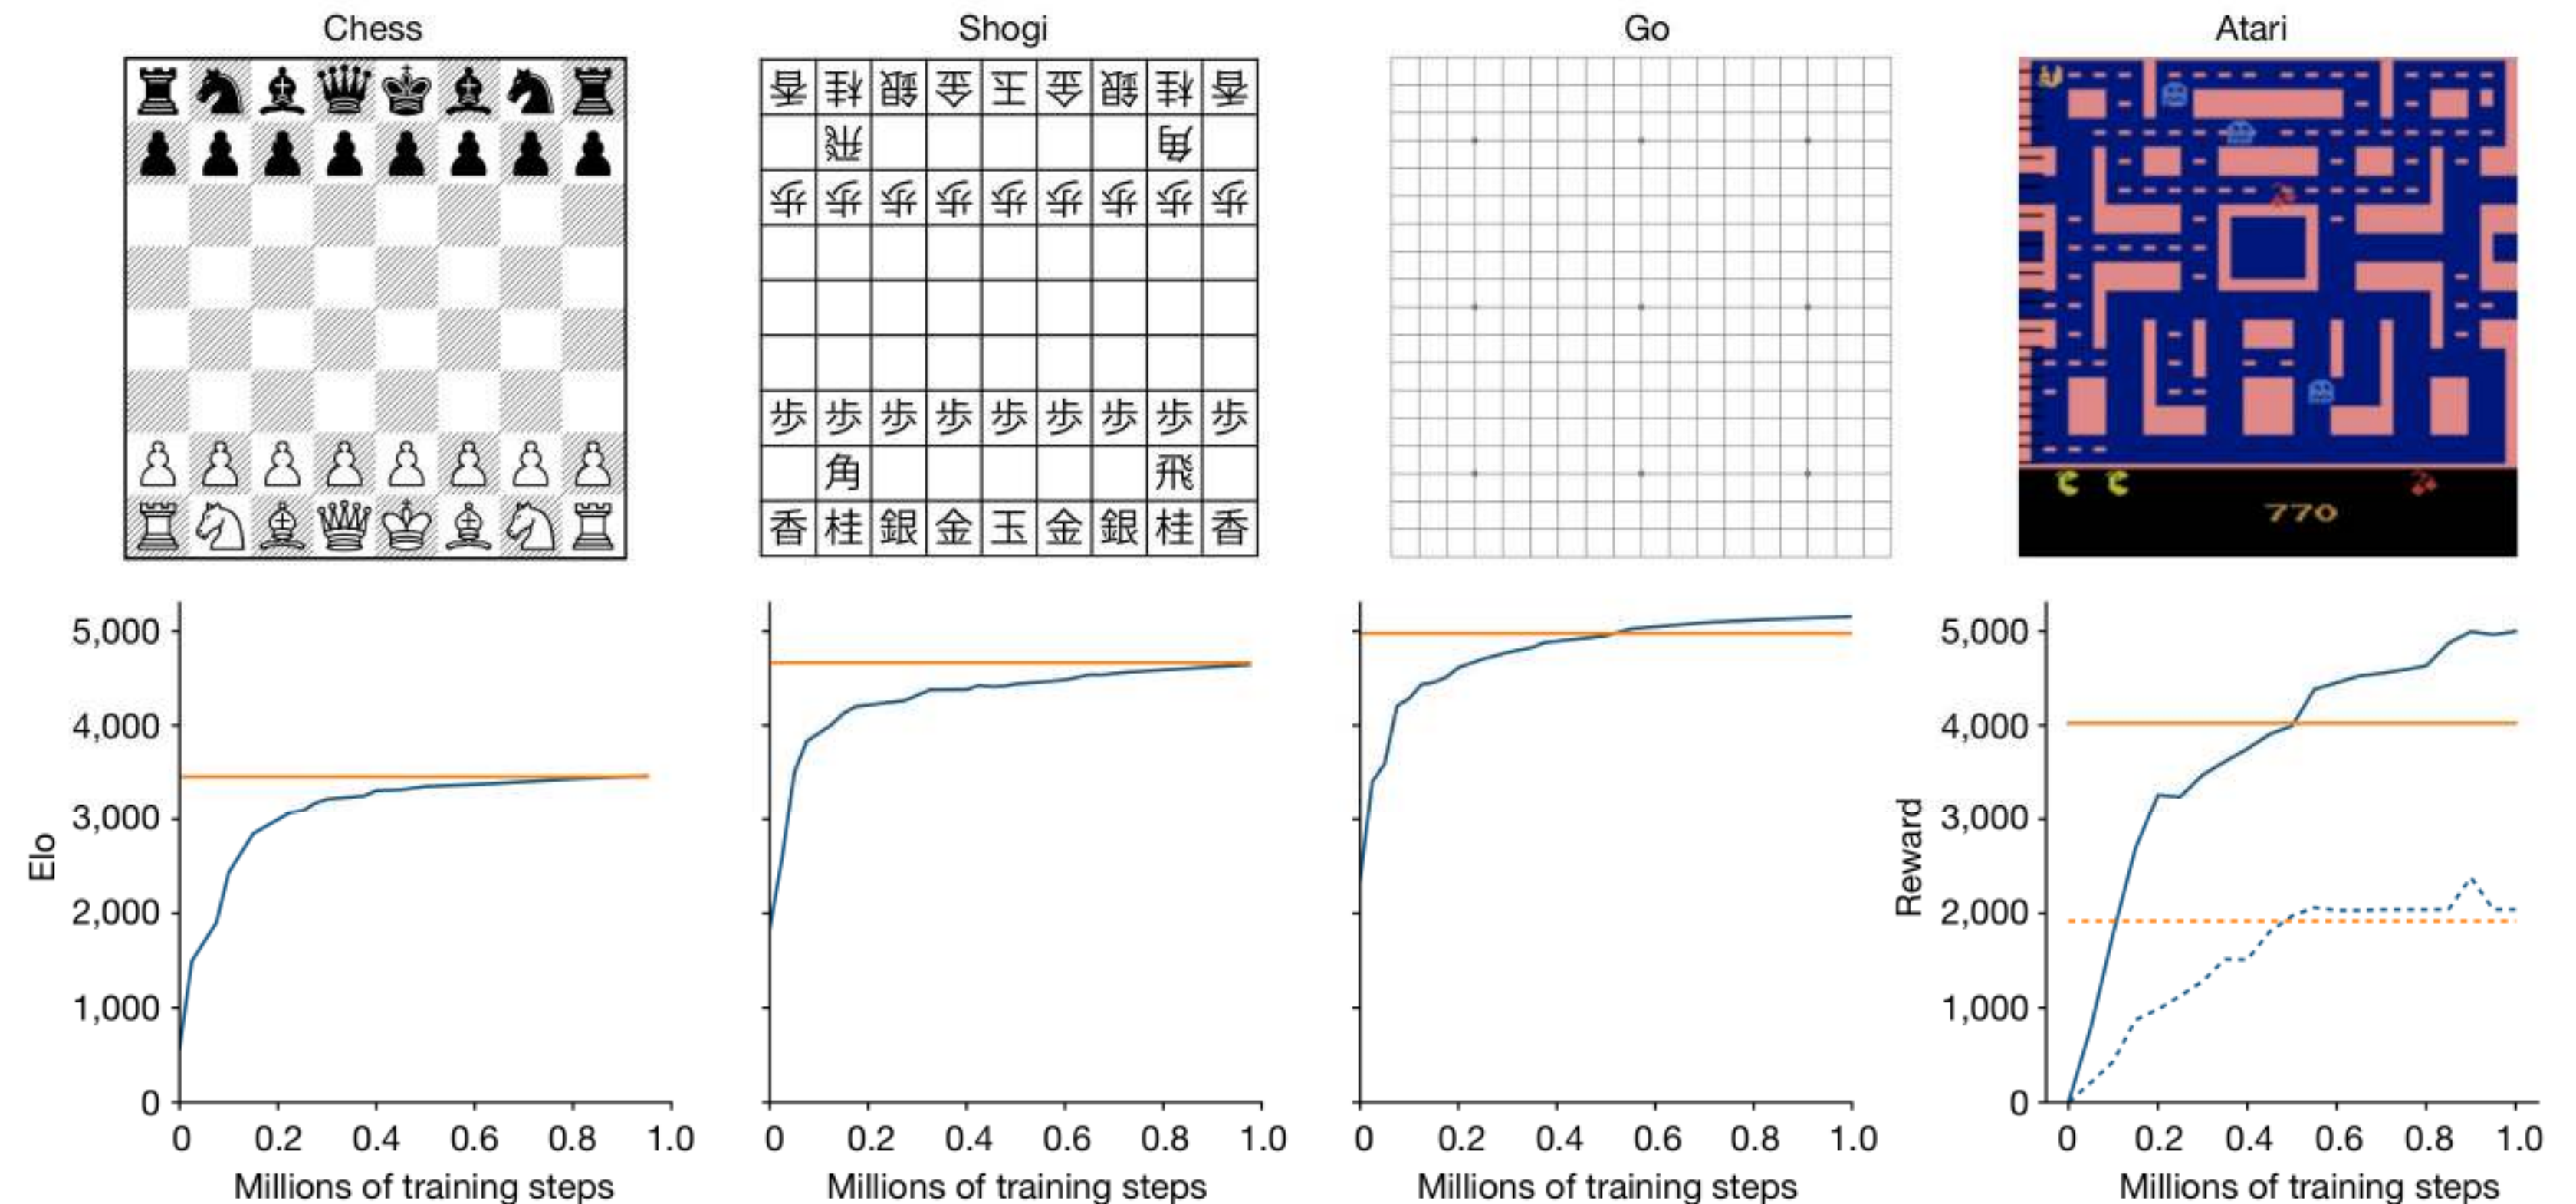 Chess Shogi Go Atari
香 桂 銀 金 玉 金 銀 桂 香
飛 角
歩 歩 歩 歩 歩 歩 歩 歩 歩
歩 歩 歩 歩 歩 歩 歩 歩 歩
角 飛
香 桂 銀 金 玉 金 銀 桂 香
770
Elo
5,000
4,000
3,000
2,000
1,000
0
0 0.2 0.4 0.6 0.8 1.0
Millions of training steps
0 0.2 0.4 0.6 0.8 1.0
Millions of training steps
0 0.2 0.4 0.6 0.8 1.0
Millions of training steps
Reward
5,000
4,000
3,000
2,000
1,000
0
0 0.2 0.4 0.6 0.8 1.0
Millions of training steps